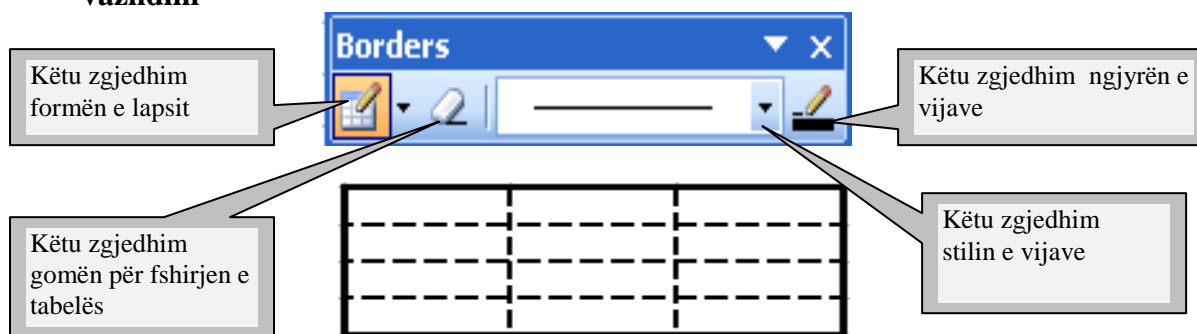 Borders
Këtu zgjedhim
formën e lapsit
Këtu zgjedhim ngjyrën e
vijave
Këtu zgjedhim
gomën për fshirjen e
tabelës
Këtu zgjedhim
stilin e vijave